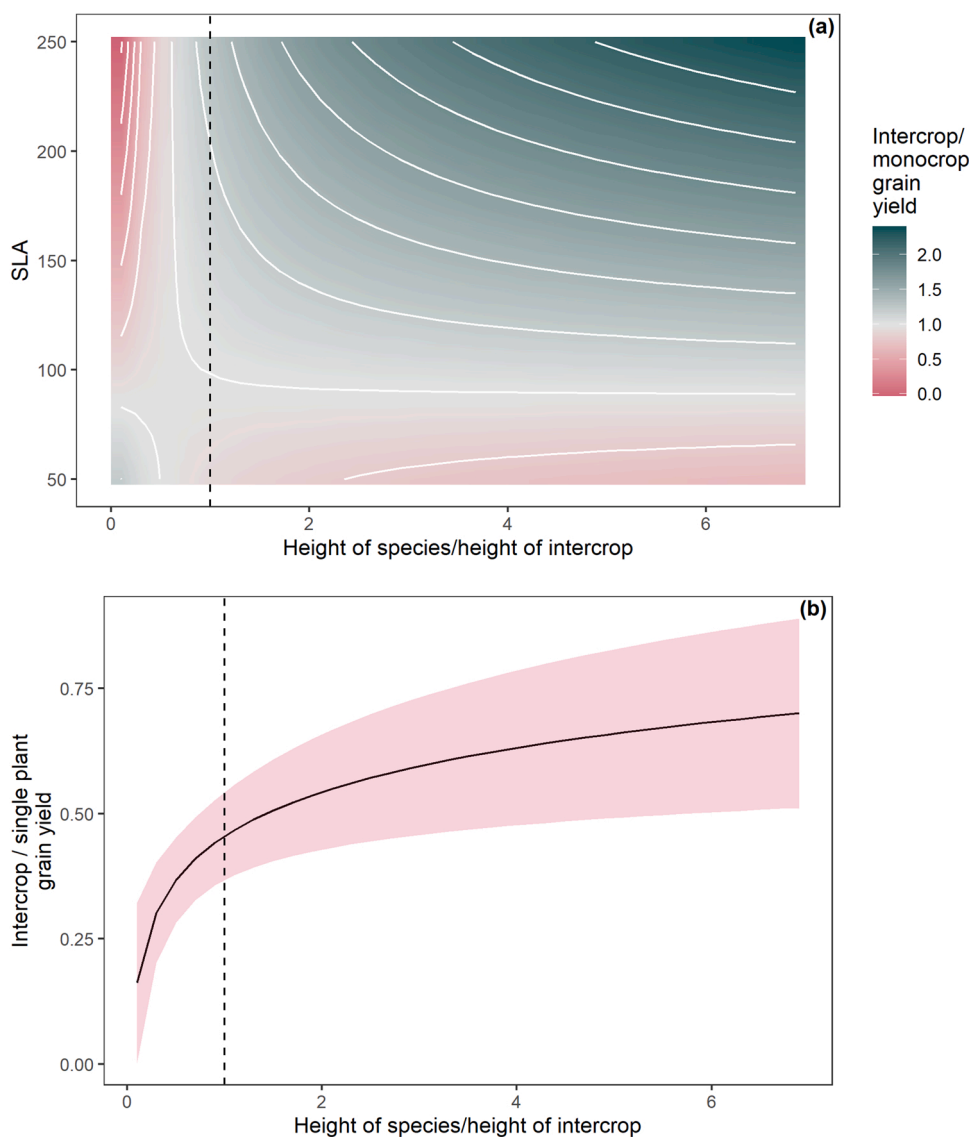 (a)
250
200
150
100
50
SLA
0
2
4
6
Height of species/height of intercrop
Intercrop/
monocrop
grain
yield
2.0
1.5
1.0
0.5
0.0
(b)
0.75
0.50
0.25
0.00
Intercrop / single plant
grain yield
0
2
4
6
Height of species/height of intercrop